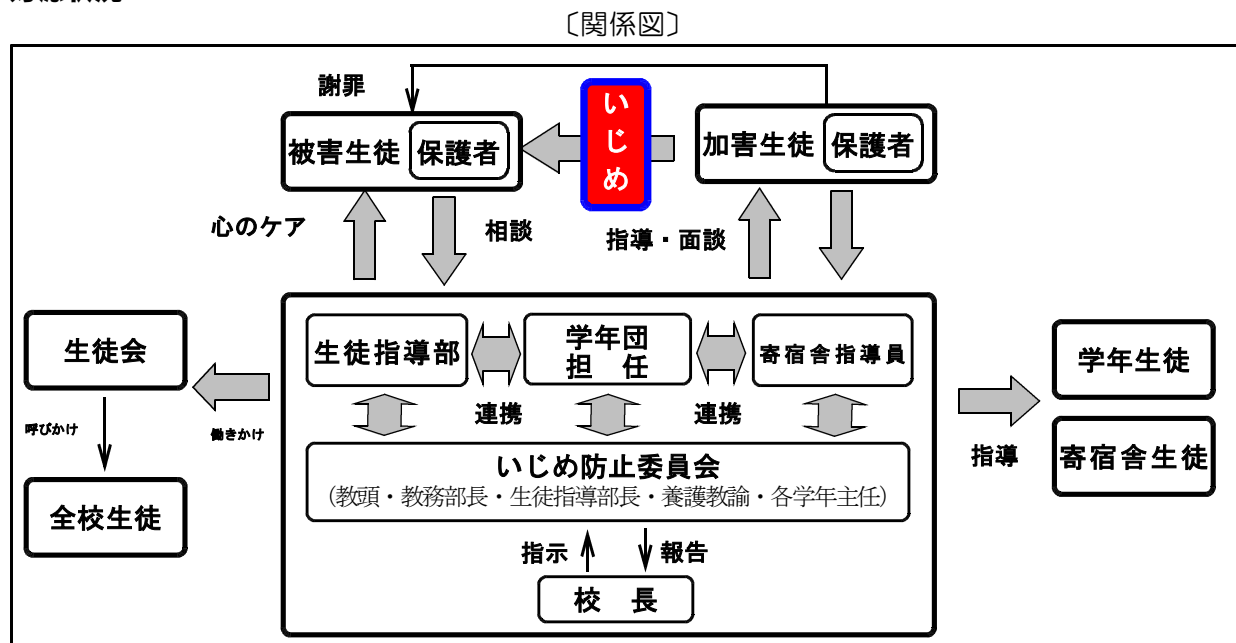 〔関係図〕
謝罪
いじめ
被害生徒
保護者
加害生徒
保護者
心のケア
相談
指導・面談
生徒会
呼びかけ
全校生徒
働きかけ
生徒指導部
学年団
担 任
寄宿舎指導員
連携
連携
いじめ防止委員会
(教頭・教務部長・生徒指導部長・養護教諭・各学年主任)
指示
報告
校 長
指導
学年生徒
寄宿舎生徒